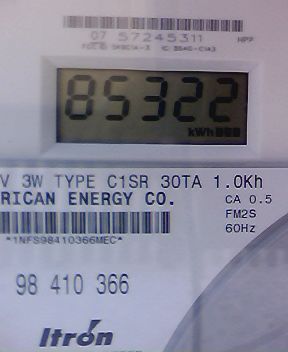 07 57245311 HPP
85322
kWh
V 3W TYPE C1SR 30TA 1.0Kh
RICAN ENERGY CO. CA 0.5
FM2S
60Hz
*1NFS98410366MEC*
98 410 366
Itron